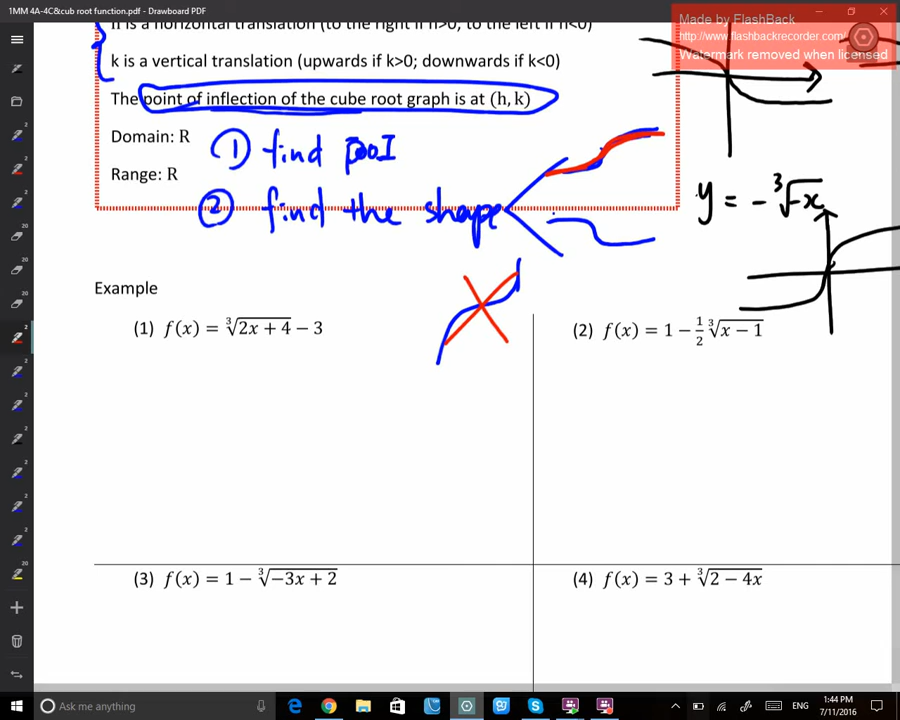 1MM 4A-4C&cub root function.pdf - Drawboard PDF
Made by FlashBack
http://www.flashbackrecorder.com/
Watermark removed when licensed
h is a horizontal translation (to the right if h>0; to the left if h<0)
k is a vertical translation (upwards if k>0; downwards if k<0)
The point of inflection of the cube root graph is at (h, k)
Domain: R
① find POI
Range: R
② find the shape
y = -∛-x
Example
(1) f(x) = ∛(2x + 4) − 3
(2) f(x) = 1 − 1/2 ∛(x − 1)
(3) f(x) = 1 − ∛(−3x + 2)
(4) f(x) = 3 + ∛(2 − 4x)
Ask me anything
ENG
1:44 PM
7/11/2016